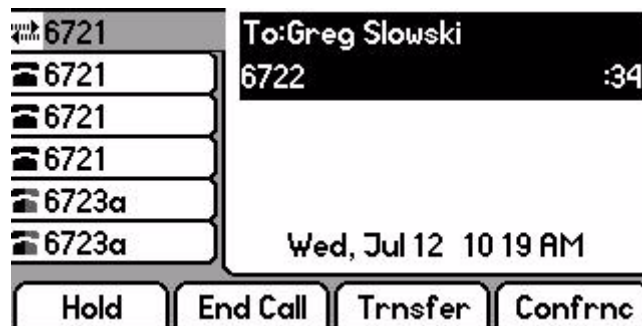 6721
6721
6721
6721
6723a
6723a
To:Greg Slowski
6722 :34
Wed, Jul 12 10 19 AM
Hold End Call Trnsfer Confrnc